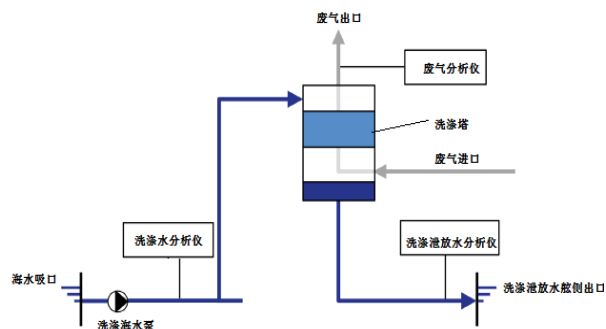 废气出口
废气分析仪
洗涤塔
废气进口
洗涤水分析仪
洗涤泄放水分析仪
海水吸口
洗涤泄放水舷侧出口
洗涤海水泵